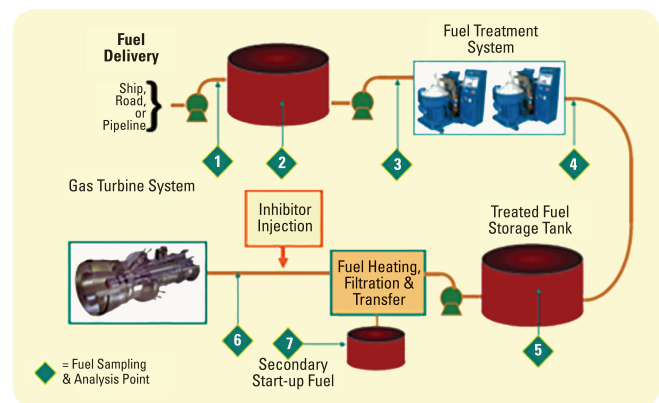 Fuel
Delivery
Ship,
Road,
or
Pipeline
Fuel Treatment
System
1
2
3
4
Gas Turbine System
Inhibitor
Injection
Treated Fuel
Storage Tank
Fuel Heating,
Filtration &
Transfer
5
6
7
Secondary
Start-up Fuel
= Fuel Sampling
& Analysis Point